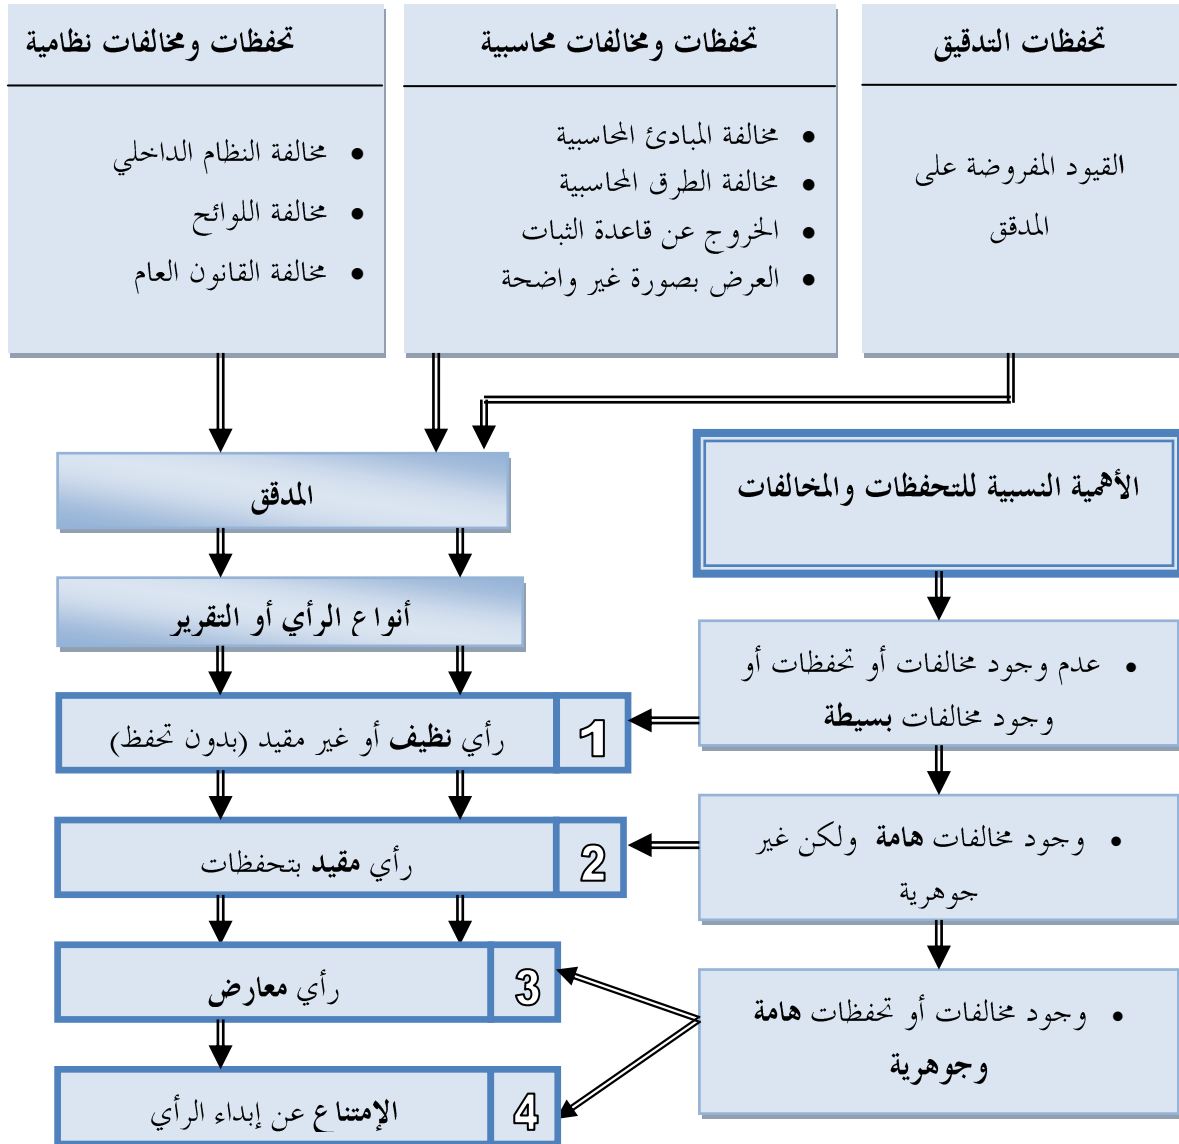 تحفظات التدقيق
القيود المفروضة على
المدقق
تحفظات ومخالفات محاسبية
• مخالفة المبادئ المحاسبية
• مخالفة الطرق المحاسبية
• الخروج عن قاعدة الثبات
• العرض بصورة غير واضحة
تحفظات ومخالفات نظامية
• مخالفة النظام الداخلي
• مخالفة اللوائح
• مخالفة القانون العام
المدقق
أنواع الرأي أو التقرير
الأهمية النسبية للتحفظات والمخالفات
• عدم وجود مخالفات أو تحفظات أو
وجود مخالفات بسيطة
1 رأي نظيف أو غير مقيد (بدون تحفظ)
• وجود مخالفات هامة ولكن غير
جوهرية
2 رأي مقيد بتحفظات
• وجود مخالفات أو تحفظات هامة
وجوهرية
3 رأي معارض
4 الإمتناع عن إبداء الرأي